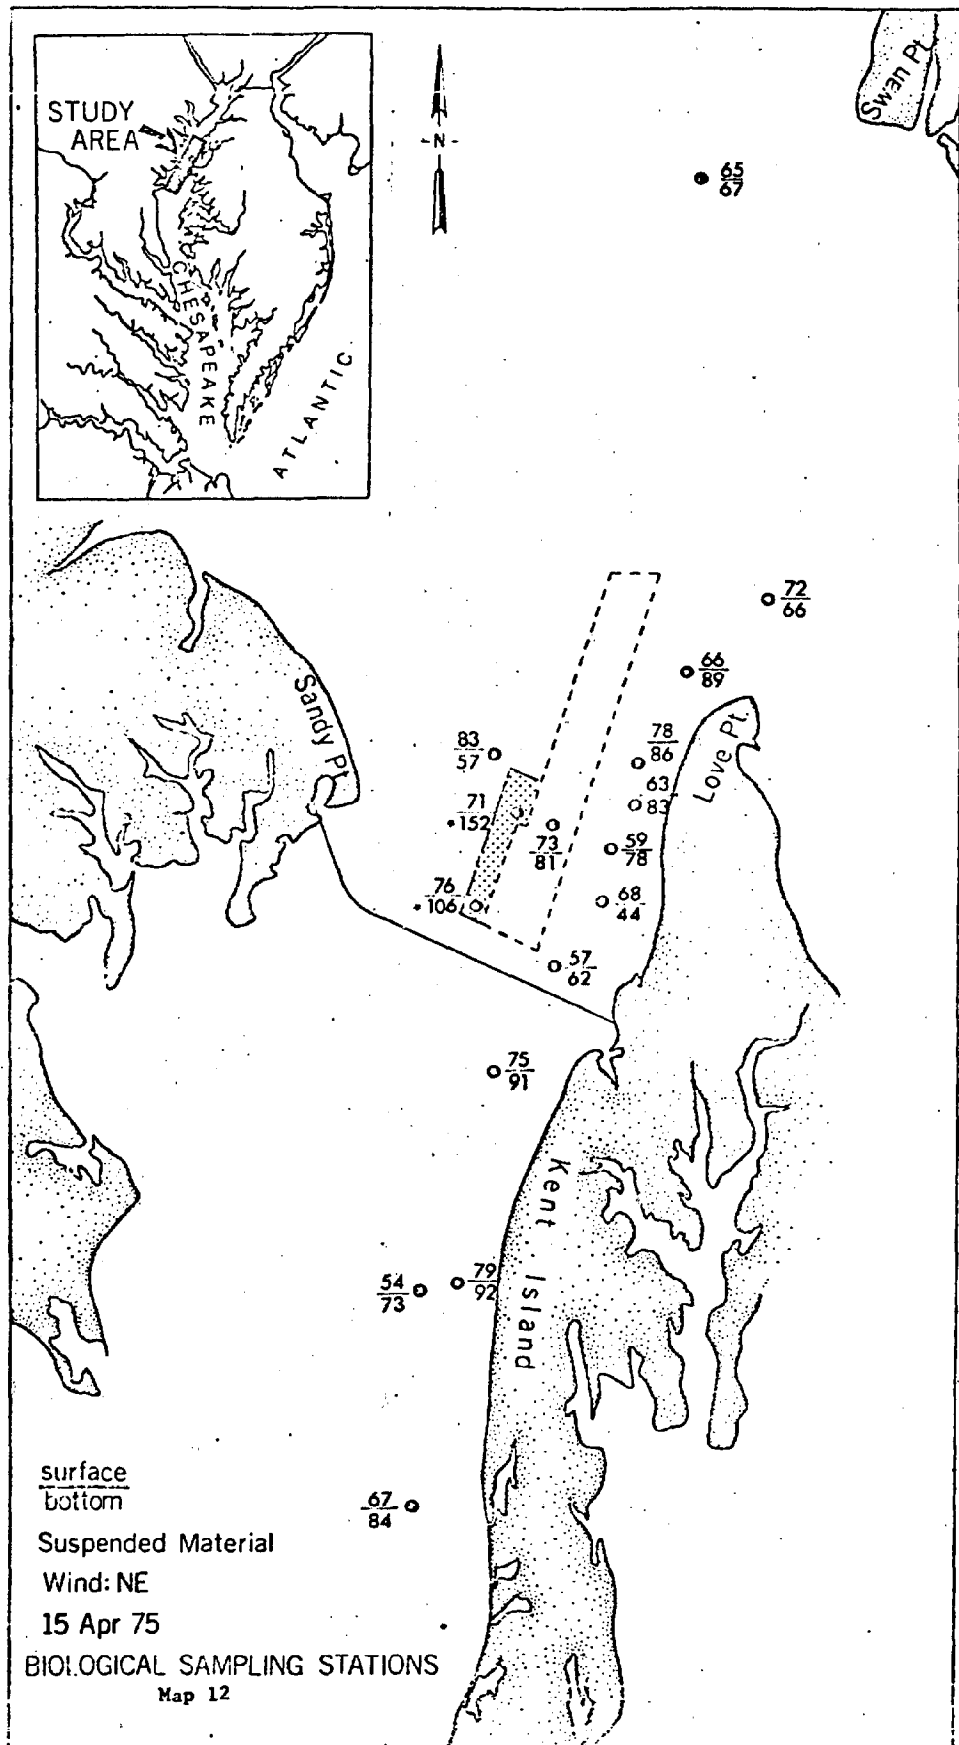 STUDY
AREA
CHESAPEAKE
ATLANTIC
-N-
Swan Pt.
65
67
72
66
66
89
Sandy Pt.
Love Pt.
83
57
78
86
71
152
63
83
73
81
59
78
76
106
68
44
57
62
75
91
Kent Island
54
73
79
92
67
84
surface
bottom
Suspended Material
Wind: NE
15 Apr 75
BIOLOGICAL SAMPLING STATIONS
Map 12